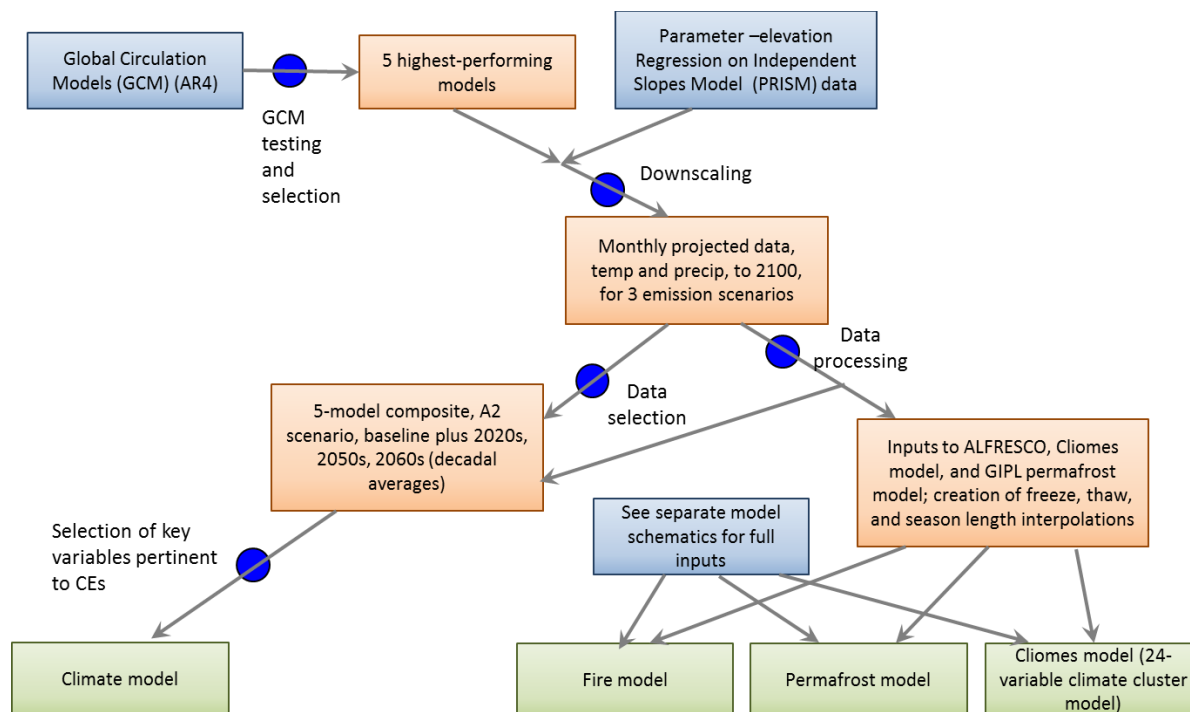 Global Circulation
Models (GCM) (AR4)
5 highest-performing
models
Parameter –elevation
Regression on Independent
Slopes Model  (PRISM) data
GCM
testing
and
selection
Downscaling
Monthly projected data,
temp and precip, to 2100,
for 3 emission scenarios
Data
processing
Data
selection
5-model composite, A2
scenario, baseline plus 2020s,
2050s, 2060s (decadal
averages)
Inputs to ALFRESCO, Cliomes
model, and GIPL permafrost
model; creation of freeze, thaw,
and season length interpolations
See separate model
schematics for full
inputs
Selection of key
variables pertinent
to CEs
Climate model
Fire model
Permafrost model
Cliomes model (24-
variable climate cluster
model)